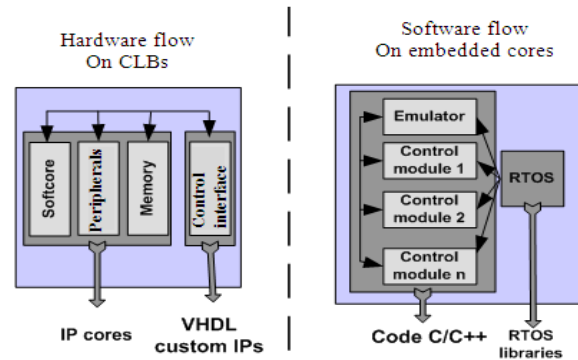 Hardware flow
On CLBs
Softcore
Peripherals
Memory
Control
interface
IP cores
VHDL
custom IPs
Software flow
On embedded cores
Emulator
Control
module 1
Control
module 2
Control
module n
RTOS
Code C/C++
RTOS
libraries